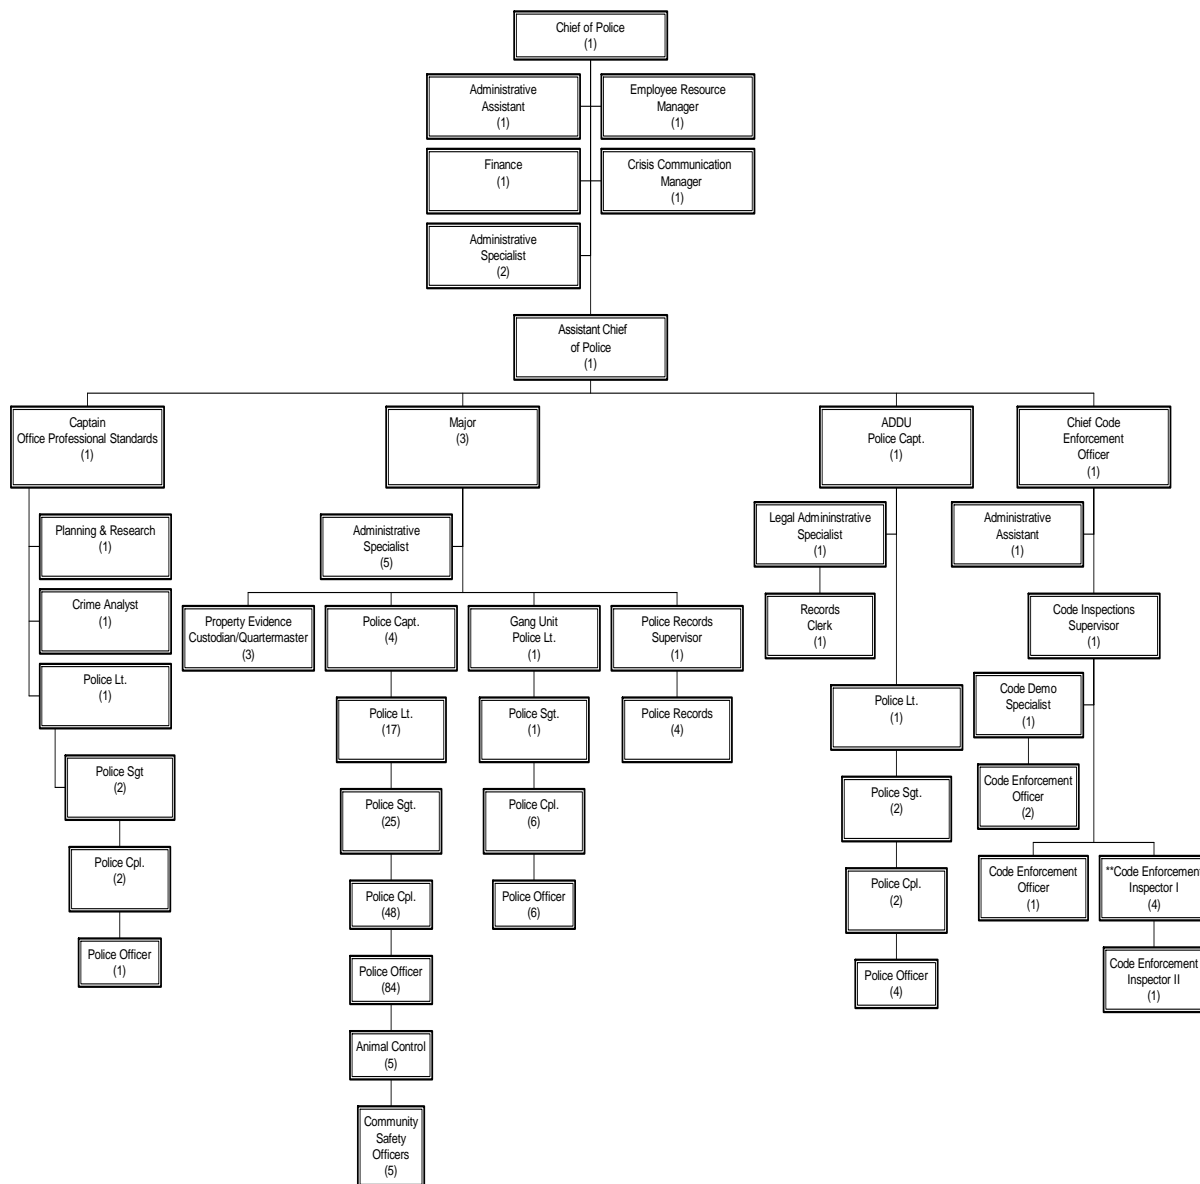 Chief of Police
(1)
Administrative
Assistant
(1)
Employee Resource
Manager
(1)
Finance
(1)
Crisis Communication
Manager
(1)
Administrative
Specialist
(2)
Assistant Chief
of Police
(1)
Captain
Office Professional Standards
(1)
Major
(3)
ADDU
Police Capt.
(1)
Chief Code
Enforcement
Officer
(1)
Planning & Research
(1)
Crime Analyst
(1)
Police Lt.
(1)
Police Sgt
(2)
Police Cpl.
(2)
Police Officer
(1)
Administrative
Specialist
(5)
Property Evidence
Custodian/Quartermaster
(3)
Police Capt.
(4)
Gang Unit
Police Lt.
(1)
Police Records
Supervisor
(1)
Police Lt.
(17)
Police Sgt.
(1)
Police Records
(4)
Police Sgt.
(25)
Police Cpl.
(6)
Police Cpl.
(48)
Police Officer
(6)
Police Officer
(84)
Animal Control
(5)
Community
Safety
Officers
(5)
Legal Admininstrative
Specialist
(1)
Records
Clerk
(1)
Police Lt.
(1)
Police Sgt.
(2)
Police Cpl.
(2)
Police Officer
(4)
Administrative
Assistant
(1)
Code Inspections
Supervisor
(1)
Code Demo
Specialist
(1)
Code Enforcement
Officer
(2)
Code Enforcement
Officer
(1)
**Code Enforcement
Inspector I
(4)
Code Enforcement
Inspector II
(1)